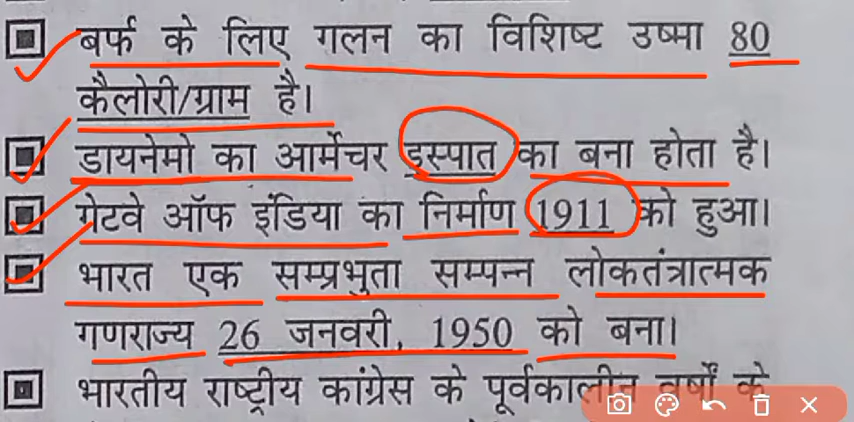 बर्फ के लिए गलन का विशिष्ट उष्मा 80
कैलोरी/ग्राम है।
डायनेमो का आर्मेचर इस्पात का बना होता है।
गेटवे ऑफ इंडिया का निर्माण 1911 को हुआ।
भारत एक सम्प्रभुता सम्पन्न लोकतंत्रात्मक
गणराज्य 26 जनवरी, 1950 को बना।
भारतीय राष्ट्रीय कांग्रेस के पूर्वकालीन वर्षों के